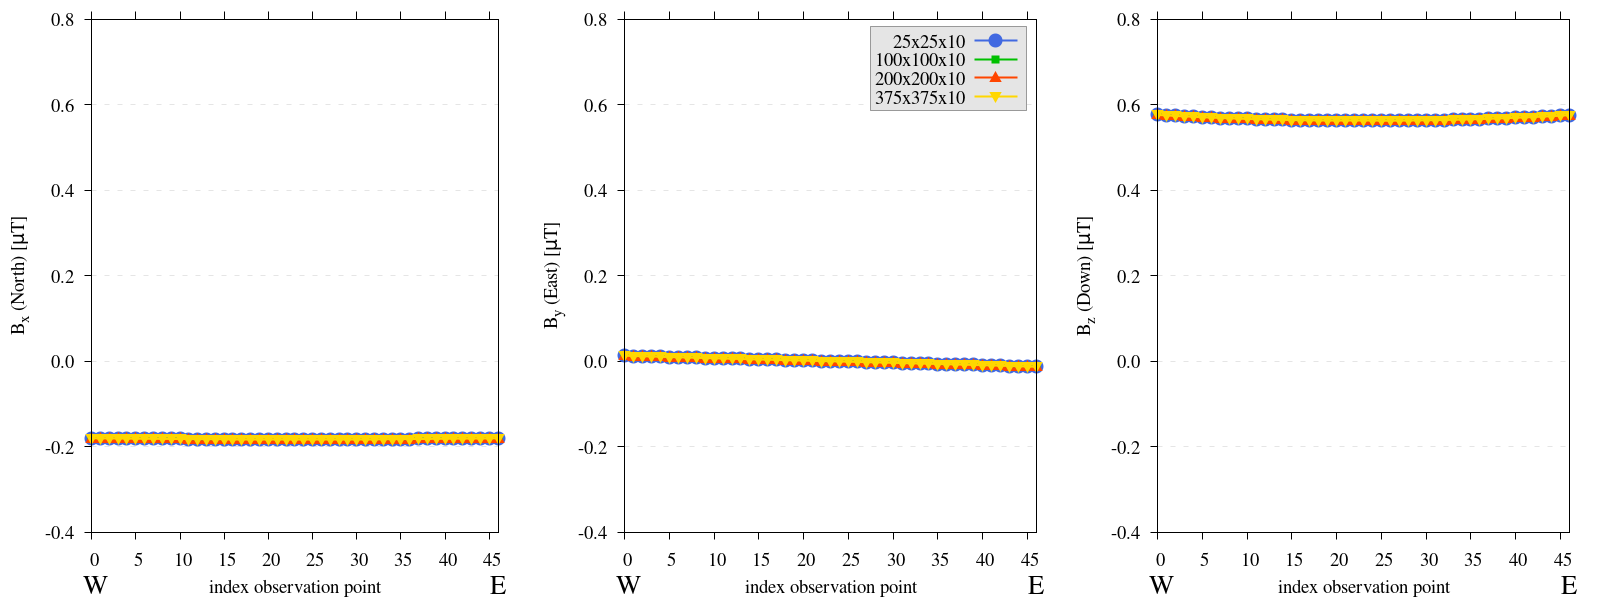 0.8
0.6
0.4
0.2
0.0
-0.2
-0.4
Bx (North) [µT]
0 5 10 15 20 25 30 35 40 45
W index observation point E
0.8
0.6
0.4
0.2
0.0
-0.2
-0.4
By (East) [µT]
25x25x10
100x100x10
200x200x10
375x375x10
0 5 10 15 20 25 30 35 40 45
W index observation point E
0.8
0.6
0.4
0.2
0.0
-0.2
-0.4
Bz (Down) [µT]
0 5 10 15 20 25 30 35 40 45
W index observation point E